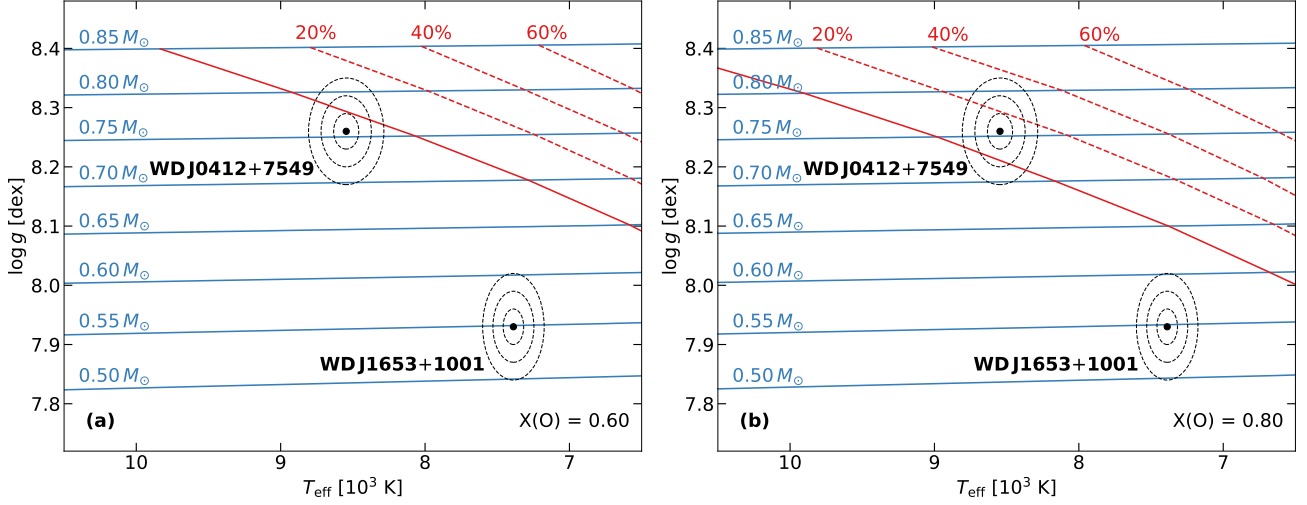 8.4
8.3
8.2
8.1
8.0
7.9
7.8
log g [dex]
0.85 M⊙
0.80 M⊙
0.75 M⊙
0.70 M⊙
0.65 M⊙
0.60 M⊙
0.55 M⊙
0.50 M⊙
20%
40%
60%
WD J0412+7549
WD J1653+1001
(a)
X(O) = 0.60
10
9
8
7
Teff [10³ K]
8.4
8.3
8.2
8.1
8.0
7.9
7.8
log g [dex]
0.85 M⊙
0.80 M⊙
0.75 M⊙
0.70 M⊙
0.65 M⊙
0.60 M⊙
0.55 M⊙
0.50 M⊙
20%
40%
60%
WD J0412+7549
WD J1653+1001
(b)
X(O) = 0.80
10
9
8
7
Teff [10³ K]